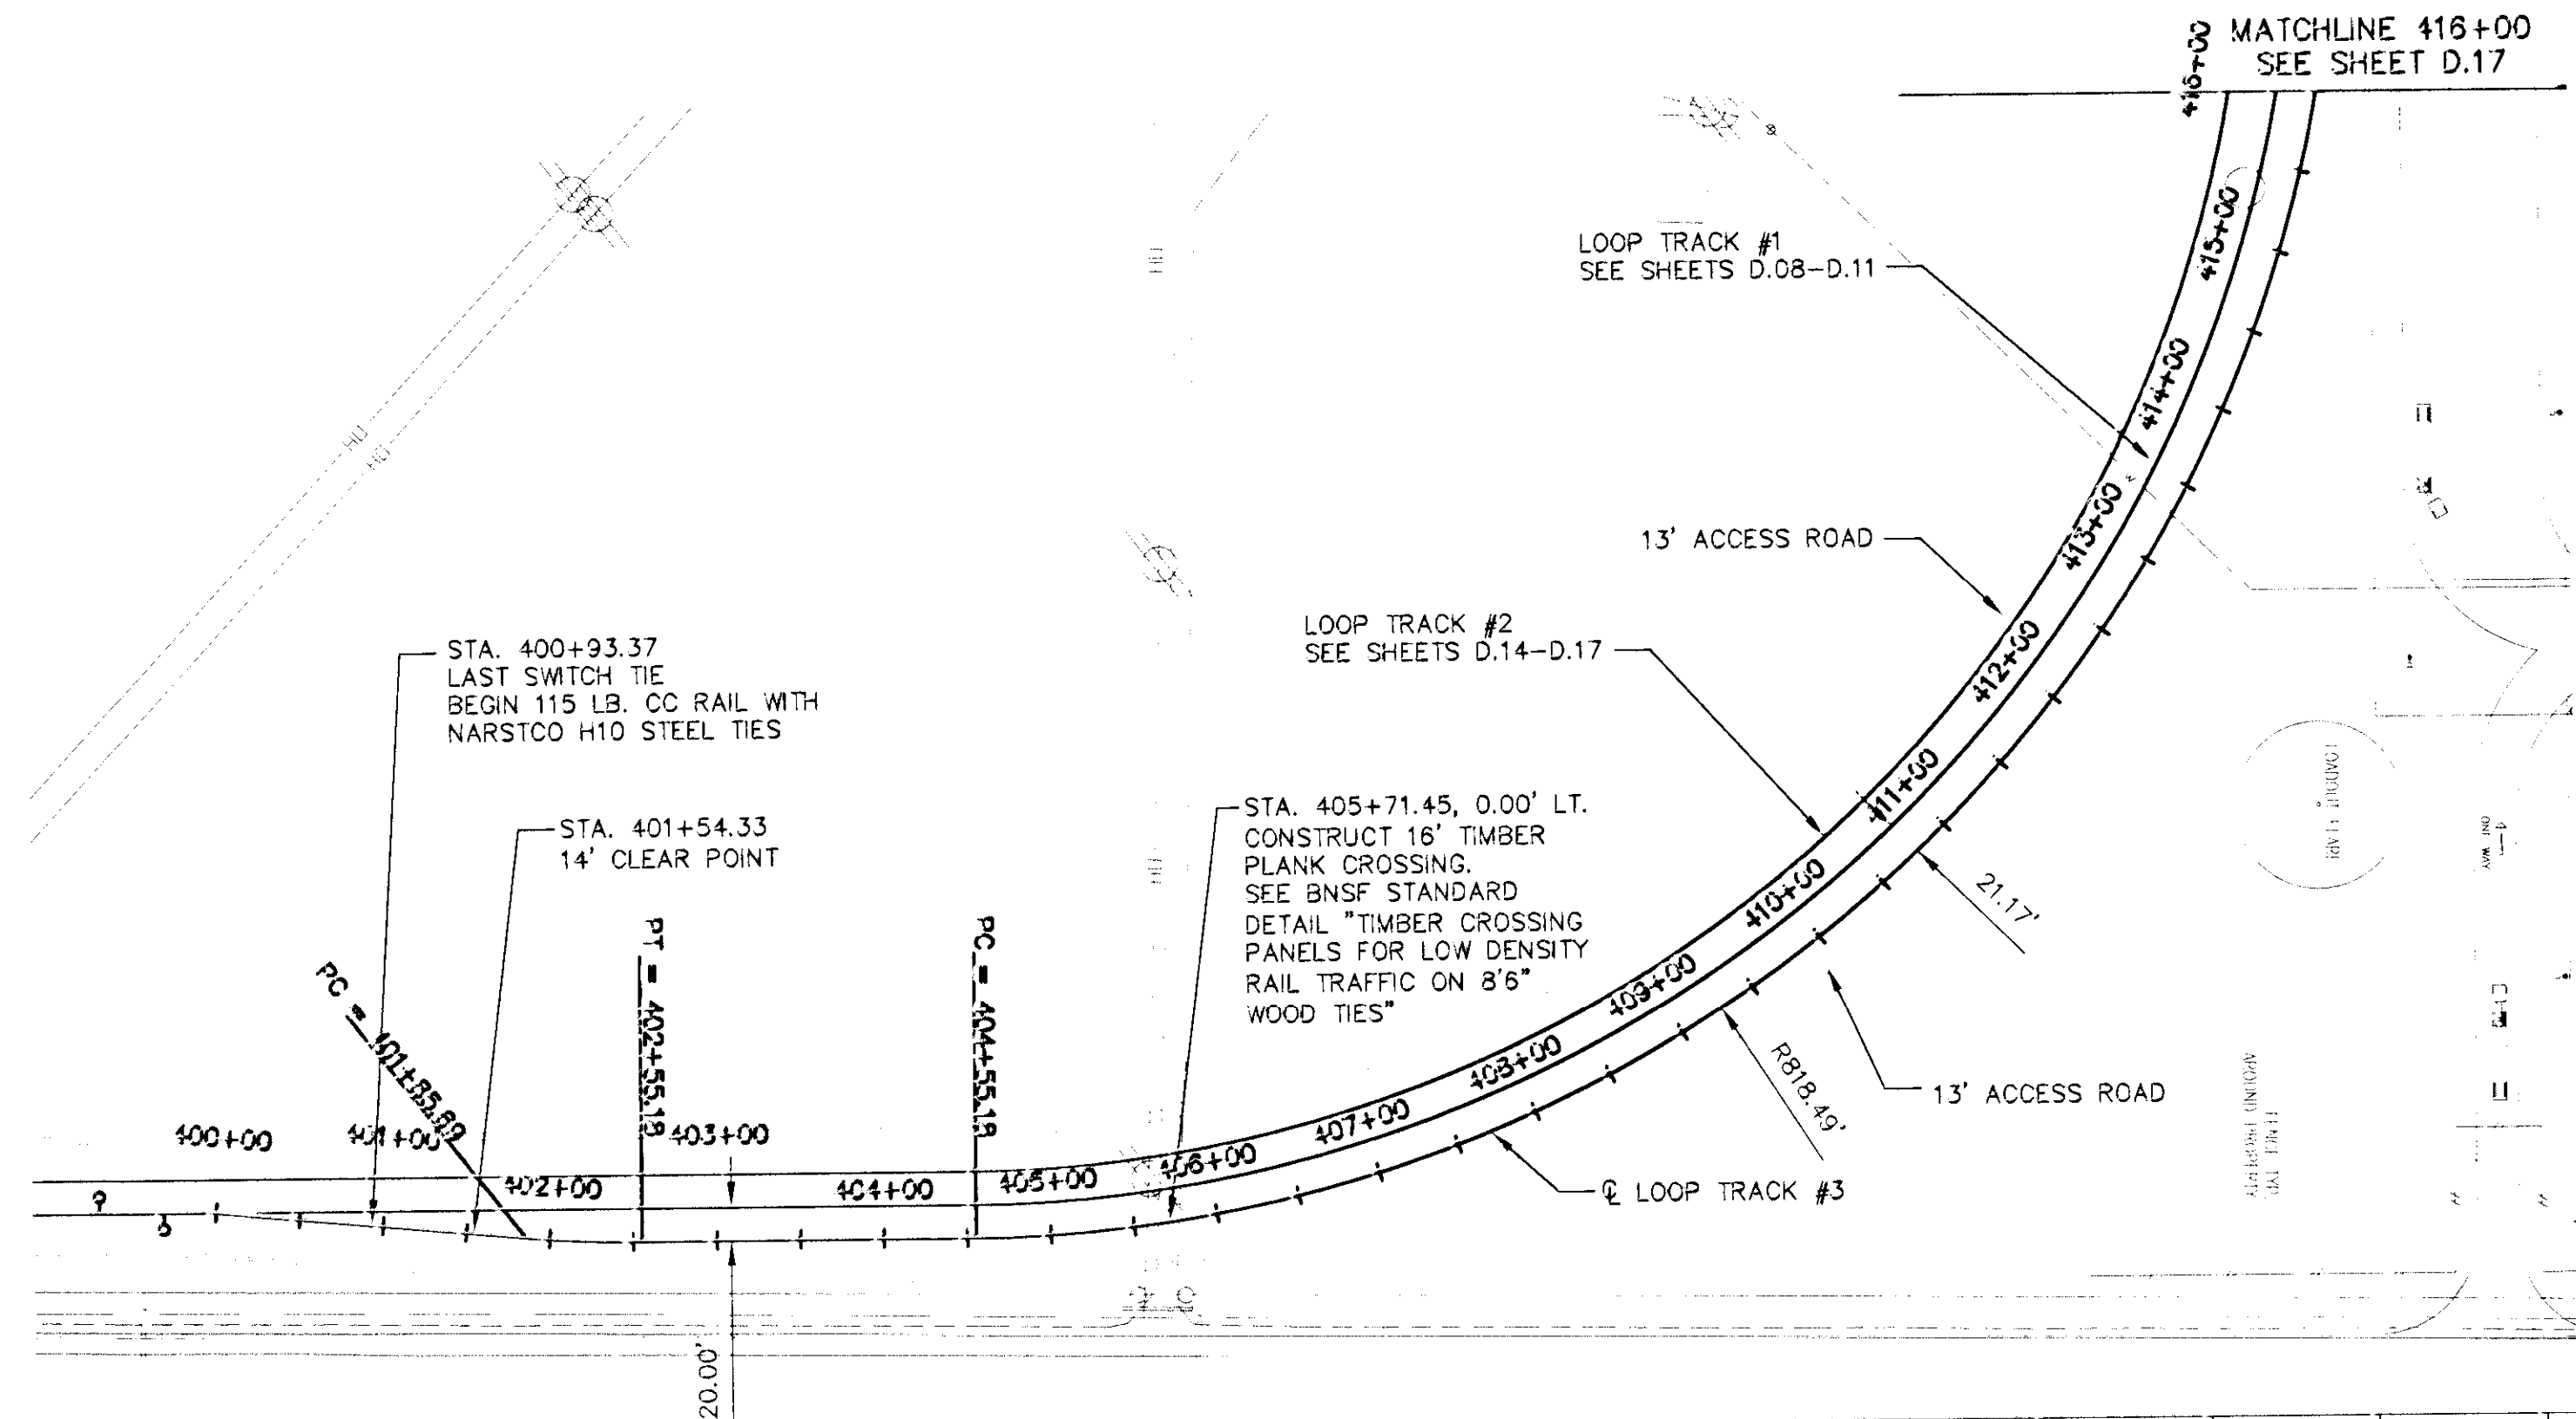 MATCHLINE 416+00
SEE SHEET D.17
416+00
LOOP TRACK #1
SEE SHEETS D.08-D.11
415+00
414+00
413+00
13' ACCESS ROAD
LOOP TRACK #2
SEE SHEETS D.14-D.17
412+00
411+00
410+00
409+00
408+00
407+00
406+00
405+00
404+00
403+00
402+00
401+00
400+00
STA. 400+93.37
LAST SWITCH TIE
BEGIN 115 LB. CC RAIL WITH
NARSTCO H10 STEEL TIES
STA. 401+54.33
14' CLEAR POINT
STA. 405+71.45, 0.00' LT.
CONSTRUCT 16' TIMBER
PLANK CROSSING.
SEE BNSF STANDARD
DETAIL "TIMBER CROSSING
PANELS FOR LOW DENSITY
RAIL TRAFFIC ON 8'6"
WOOD TIES"
PC = 401+85.89
PT = 402+55.19
PC = 404+55.19
21.17'
R818.49'
13' ACCESS ROAD
℄ LOOP TRACK #3
20.00'
ONE WAY